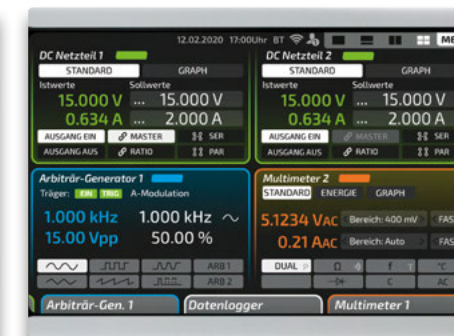 12.02.2020 17:00Uhr BT ME
DC Netzteil 1
STANDARD GRAPH
Istwerte Sollwerte
15.000 V ... 15.000 V
0.634 A ... 2.000 A
AUSGANG EIN MASTER SER
AUSGANG AUS RATIO PAR
DC Netzteil 2
STANDARD GRAPH
Istwerte Sollwerte
15.000 V ... 15.000 V
0.634 A ... 2.000 A
AUSGANG EIN MASTER SER
AUSGANG AUS RATIO PAR
Arbiträr-Generator 1
Träger: EIN TRIG A-Modulation
1.000 kHz 1.000 kHz
15.00 Vpp 50.00 %
ARB 1
ARB 2
Multimeter 2
STANDARD ENERGIE GRAPH
5.1234 VAC Bereich: 400 mV FAS
0.21 AAC Bereich: Auto FAS
DUAL P Ω f T °C
C AC
Arbiträr-Gen. 1 Datenlogger Multimeter 1